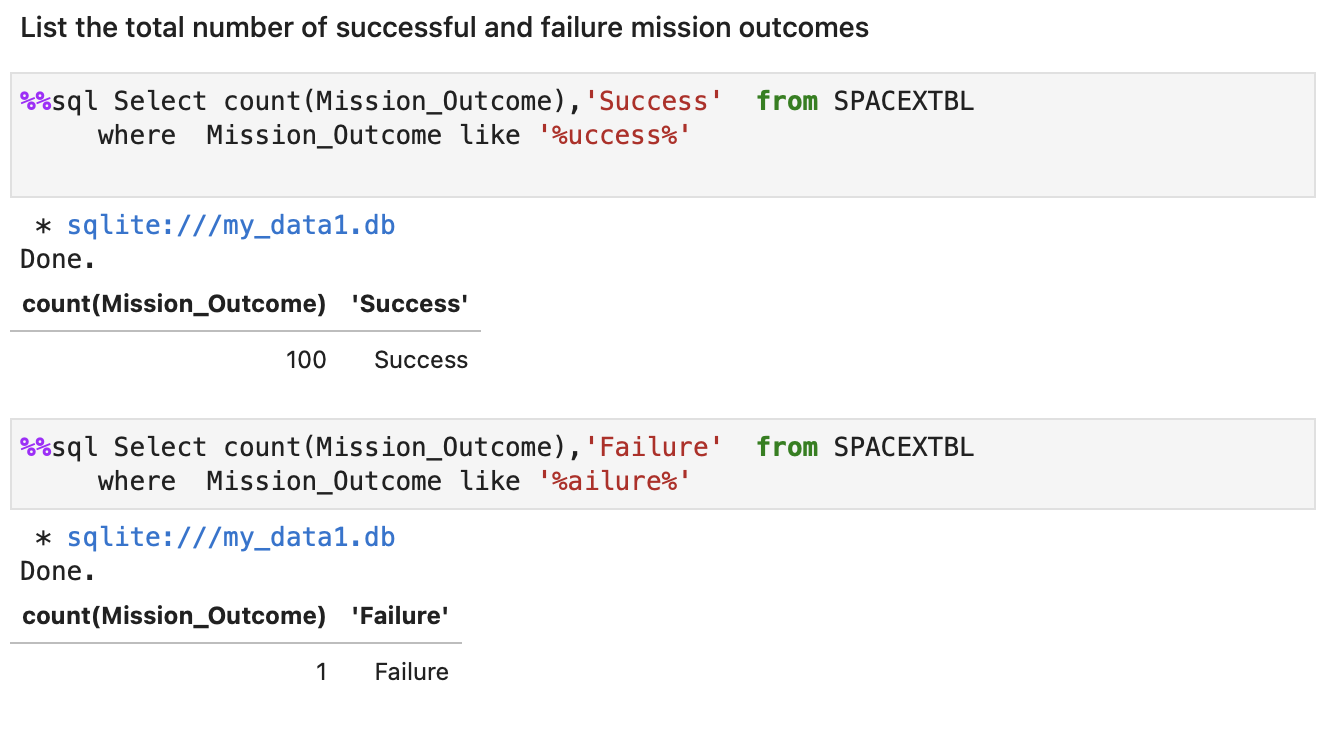 List the total number of successful and failure mission outcomes
%%sql Select count(Mission_Outcome),'Success'  from SPACEXTBL
     where  Mission_Outcome like '%uccess%'
* sqlite:///my_data1.db
Done.
count(Mission_Outcome) 'Success'
100 Success
%%sql Select count(Mission_Outcome),'Failure'  from SPACEXTBL
     where  Mission_Outcome like '%ailure%'
* sqlite:///my_data1.db
Done.
count(Mission_Outcome) 'Failure'
1 Failure